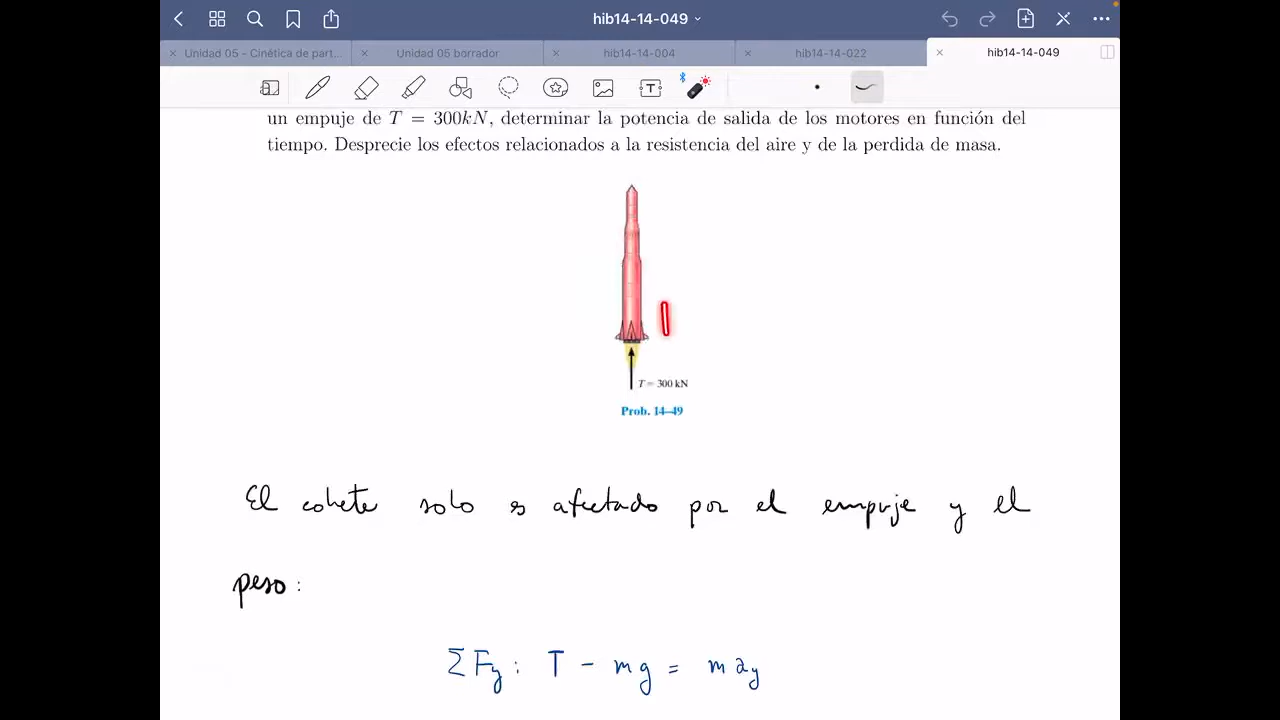 hib14-14-049
Unidad 05 - Cinética de part...
Unidad 05 borrador
hib14-14-004
hib14-14-022
hib14-14-049
T
un empuje de T = 300kN, determinar la potencia de salida de los motores en función del
tiempo. Desprecie los efectos relacionados a la resistencia del aire y de la perdida de masa.
T = 300 kN
Prob. 14–49
El cohete solo es afectado por el empuje y el
peso:
ΣFy: T - mg = m ay